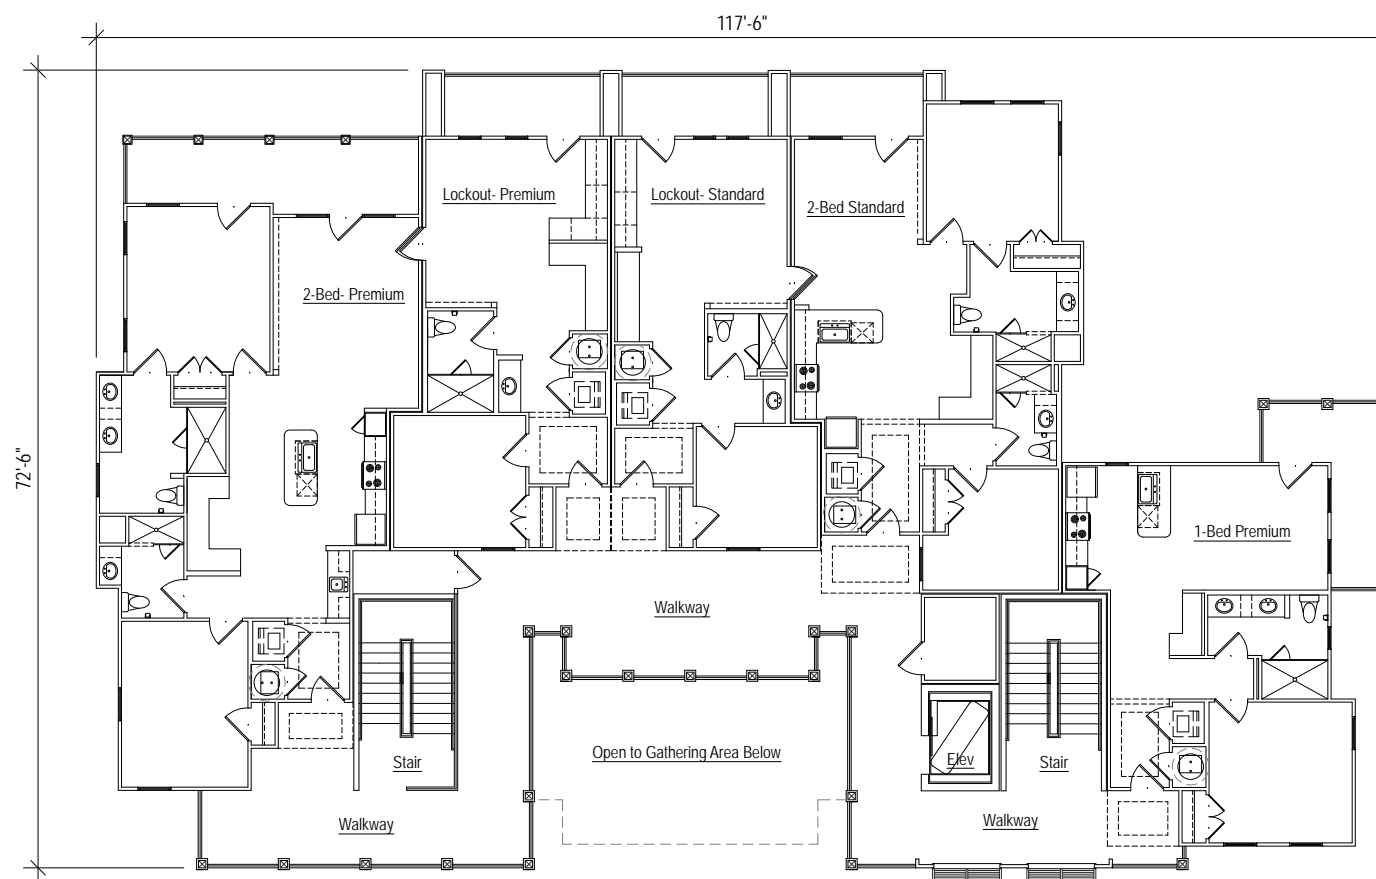 117'-6"
Lockout- Premium
Lockout- Standard
2-Bed Standard
2-Bed- Premium
72'-6"
1-Bed Premium
Walkway
Open to Gathering Area Below
Stair
Elev
Stair
Walkway
Walkway